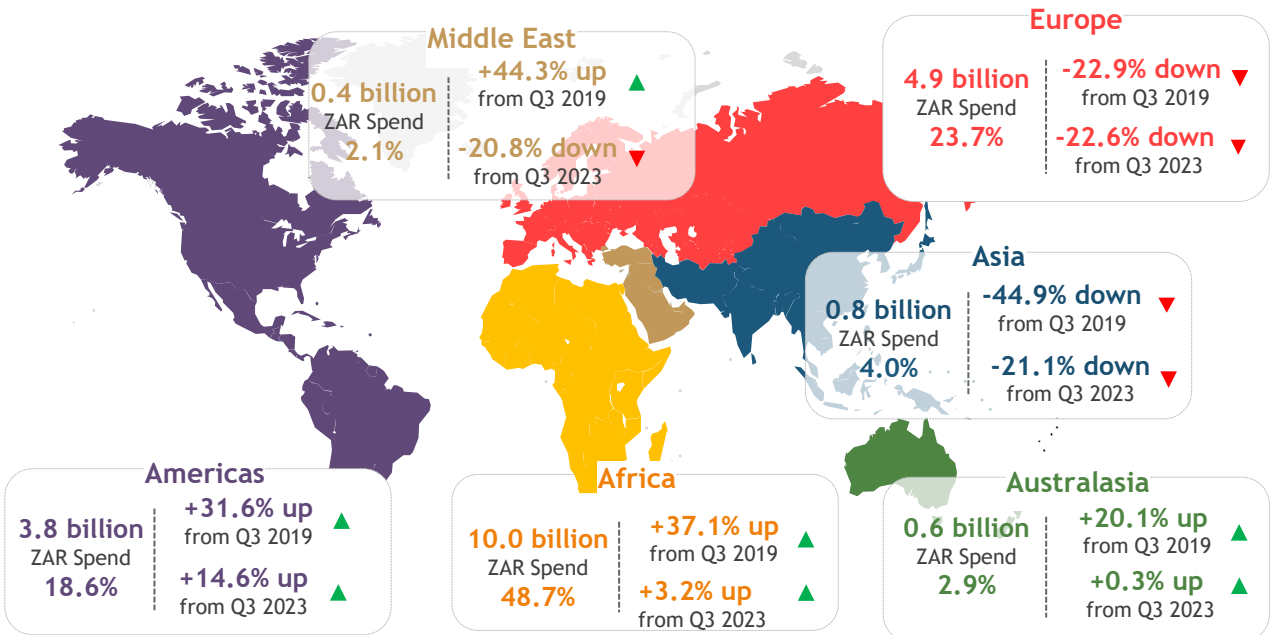 Middle East
0.4 billion
ZAR Spend
2.1%
+44.3% up
from Q3 2019
-20.8% down
from Q3 2023
Europe
4.9 billion
ZAR Spend
23.7%
-22.9% down
from Q3 2019
-22.6% down
from Q3 2023
Asia
0.8 billion
ZAR Spend
4.0%
-44.9% down
from Q3 2019
-21.1% down
from Q3 2023
Americas
3.8 billion
ZAR Spend
18.6%
+31.6% up
from Q3 2019
+14.6% up
from Q3 2023
Africa
10.0 billion
ZAR Spend
48.7%
+37.1% up
from Q3 2019
+3.2% up
from Q3 2023
Australasia
0.6 billion
ZAR Spend
2.9%
+20.1% up
from Q3 2019
+0.3% up
from Q3 2023